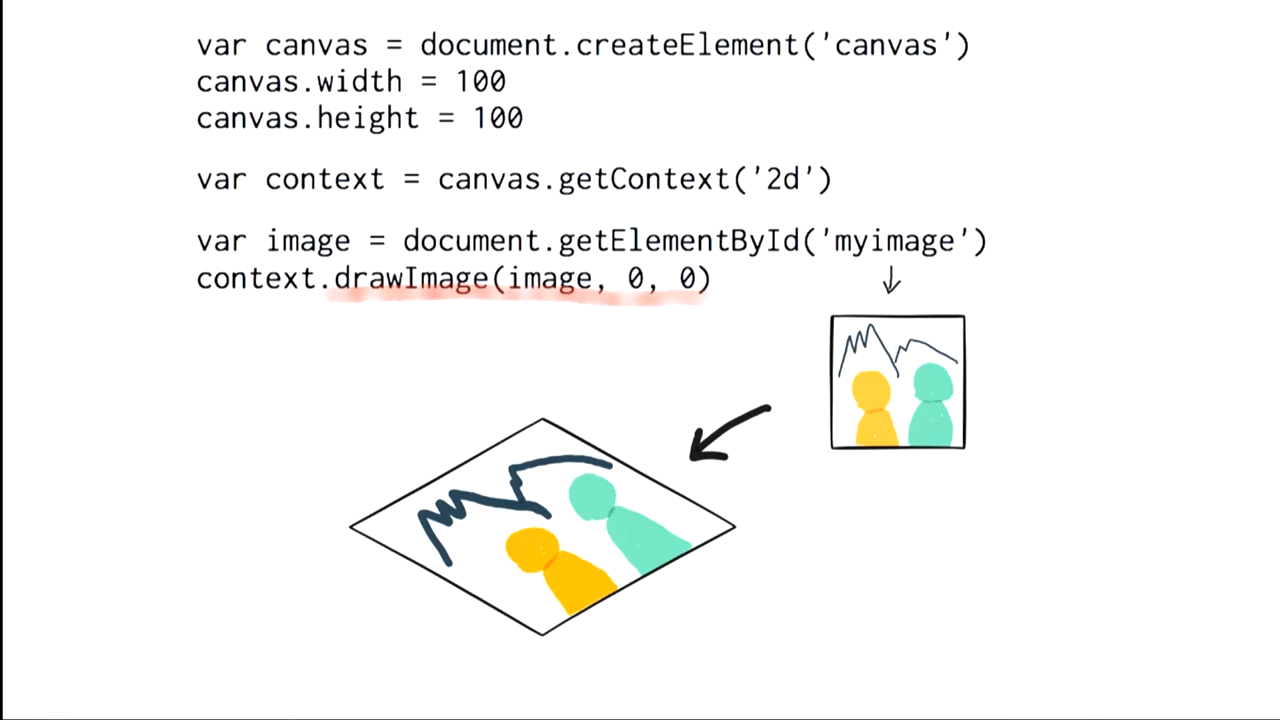 var canvas = document.createElement('canvas')
canvas.width = 100
canvas.height = 100
var context = canvas.getContext('2d')
var image = document.getElementById('myimage')
context.drawImage(image, 0, 0)